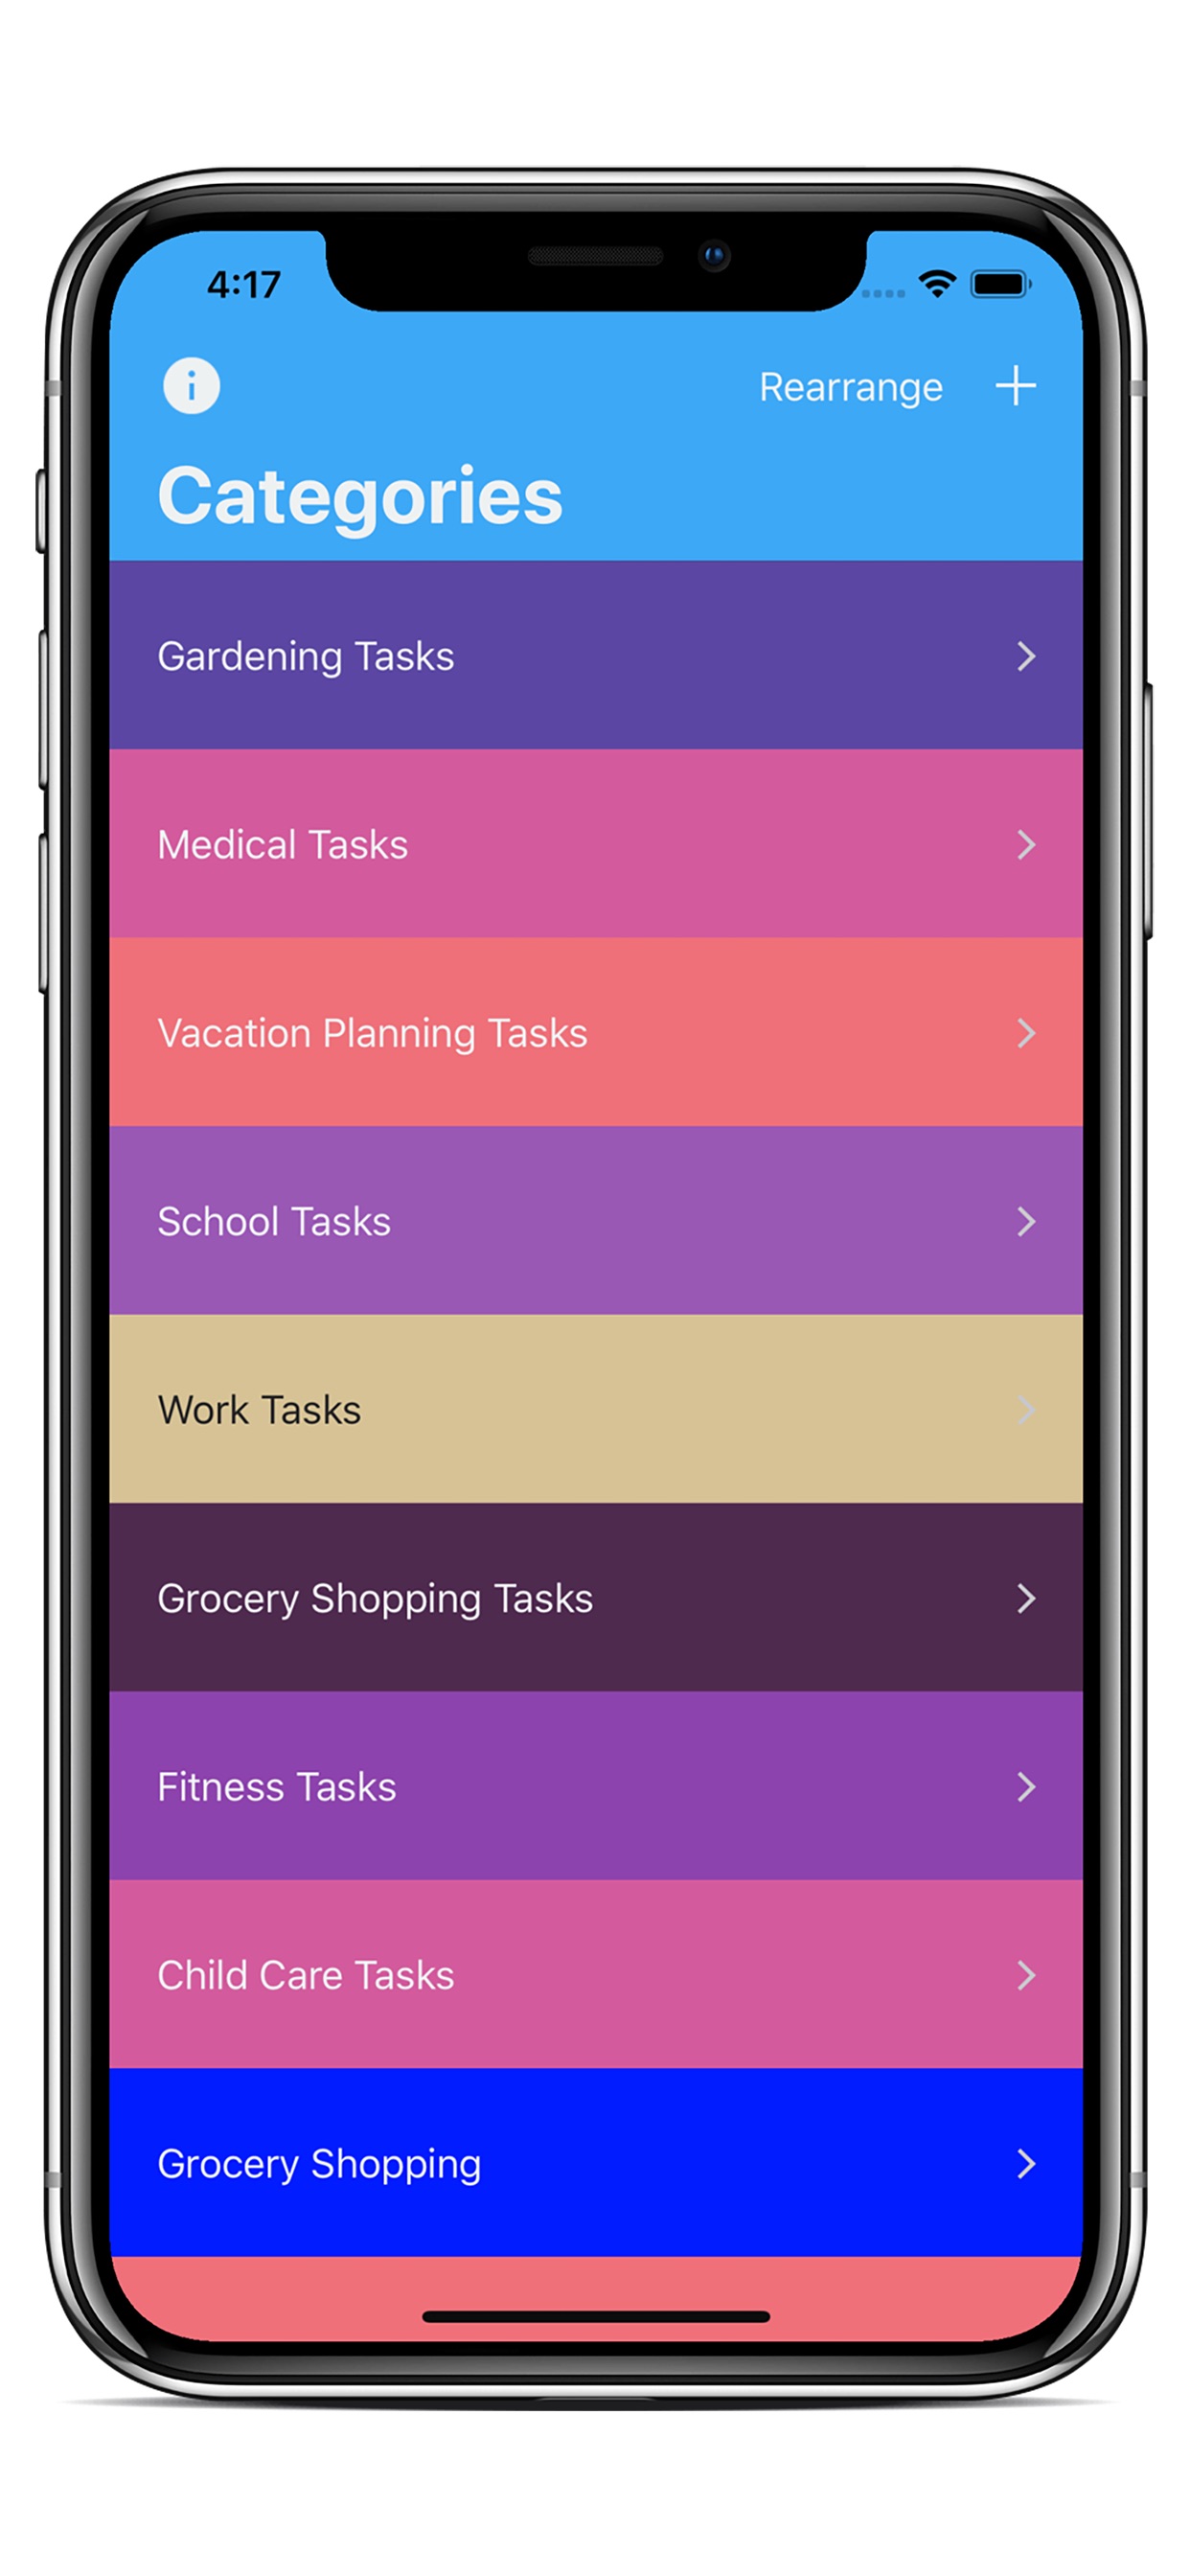 4:17
Rearrange
Categories
Gardening Tasks
Medical Tasks
Vacation Planning Tasks
School Tasks
Work Tasks
Grocery Shopping Tasks
Fitness Tasks
Child Care Tasks
Grocery Shopping